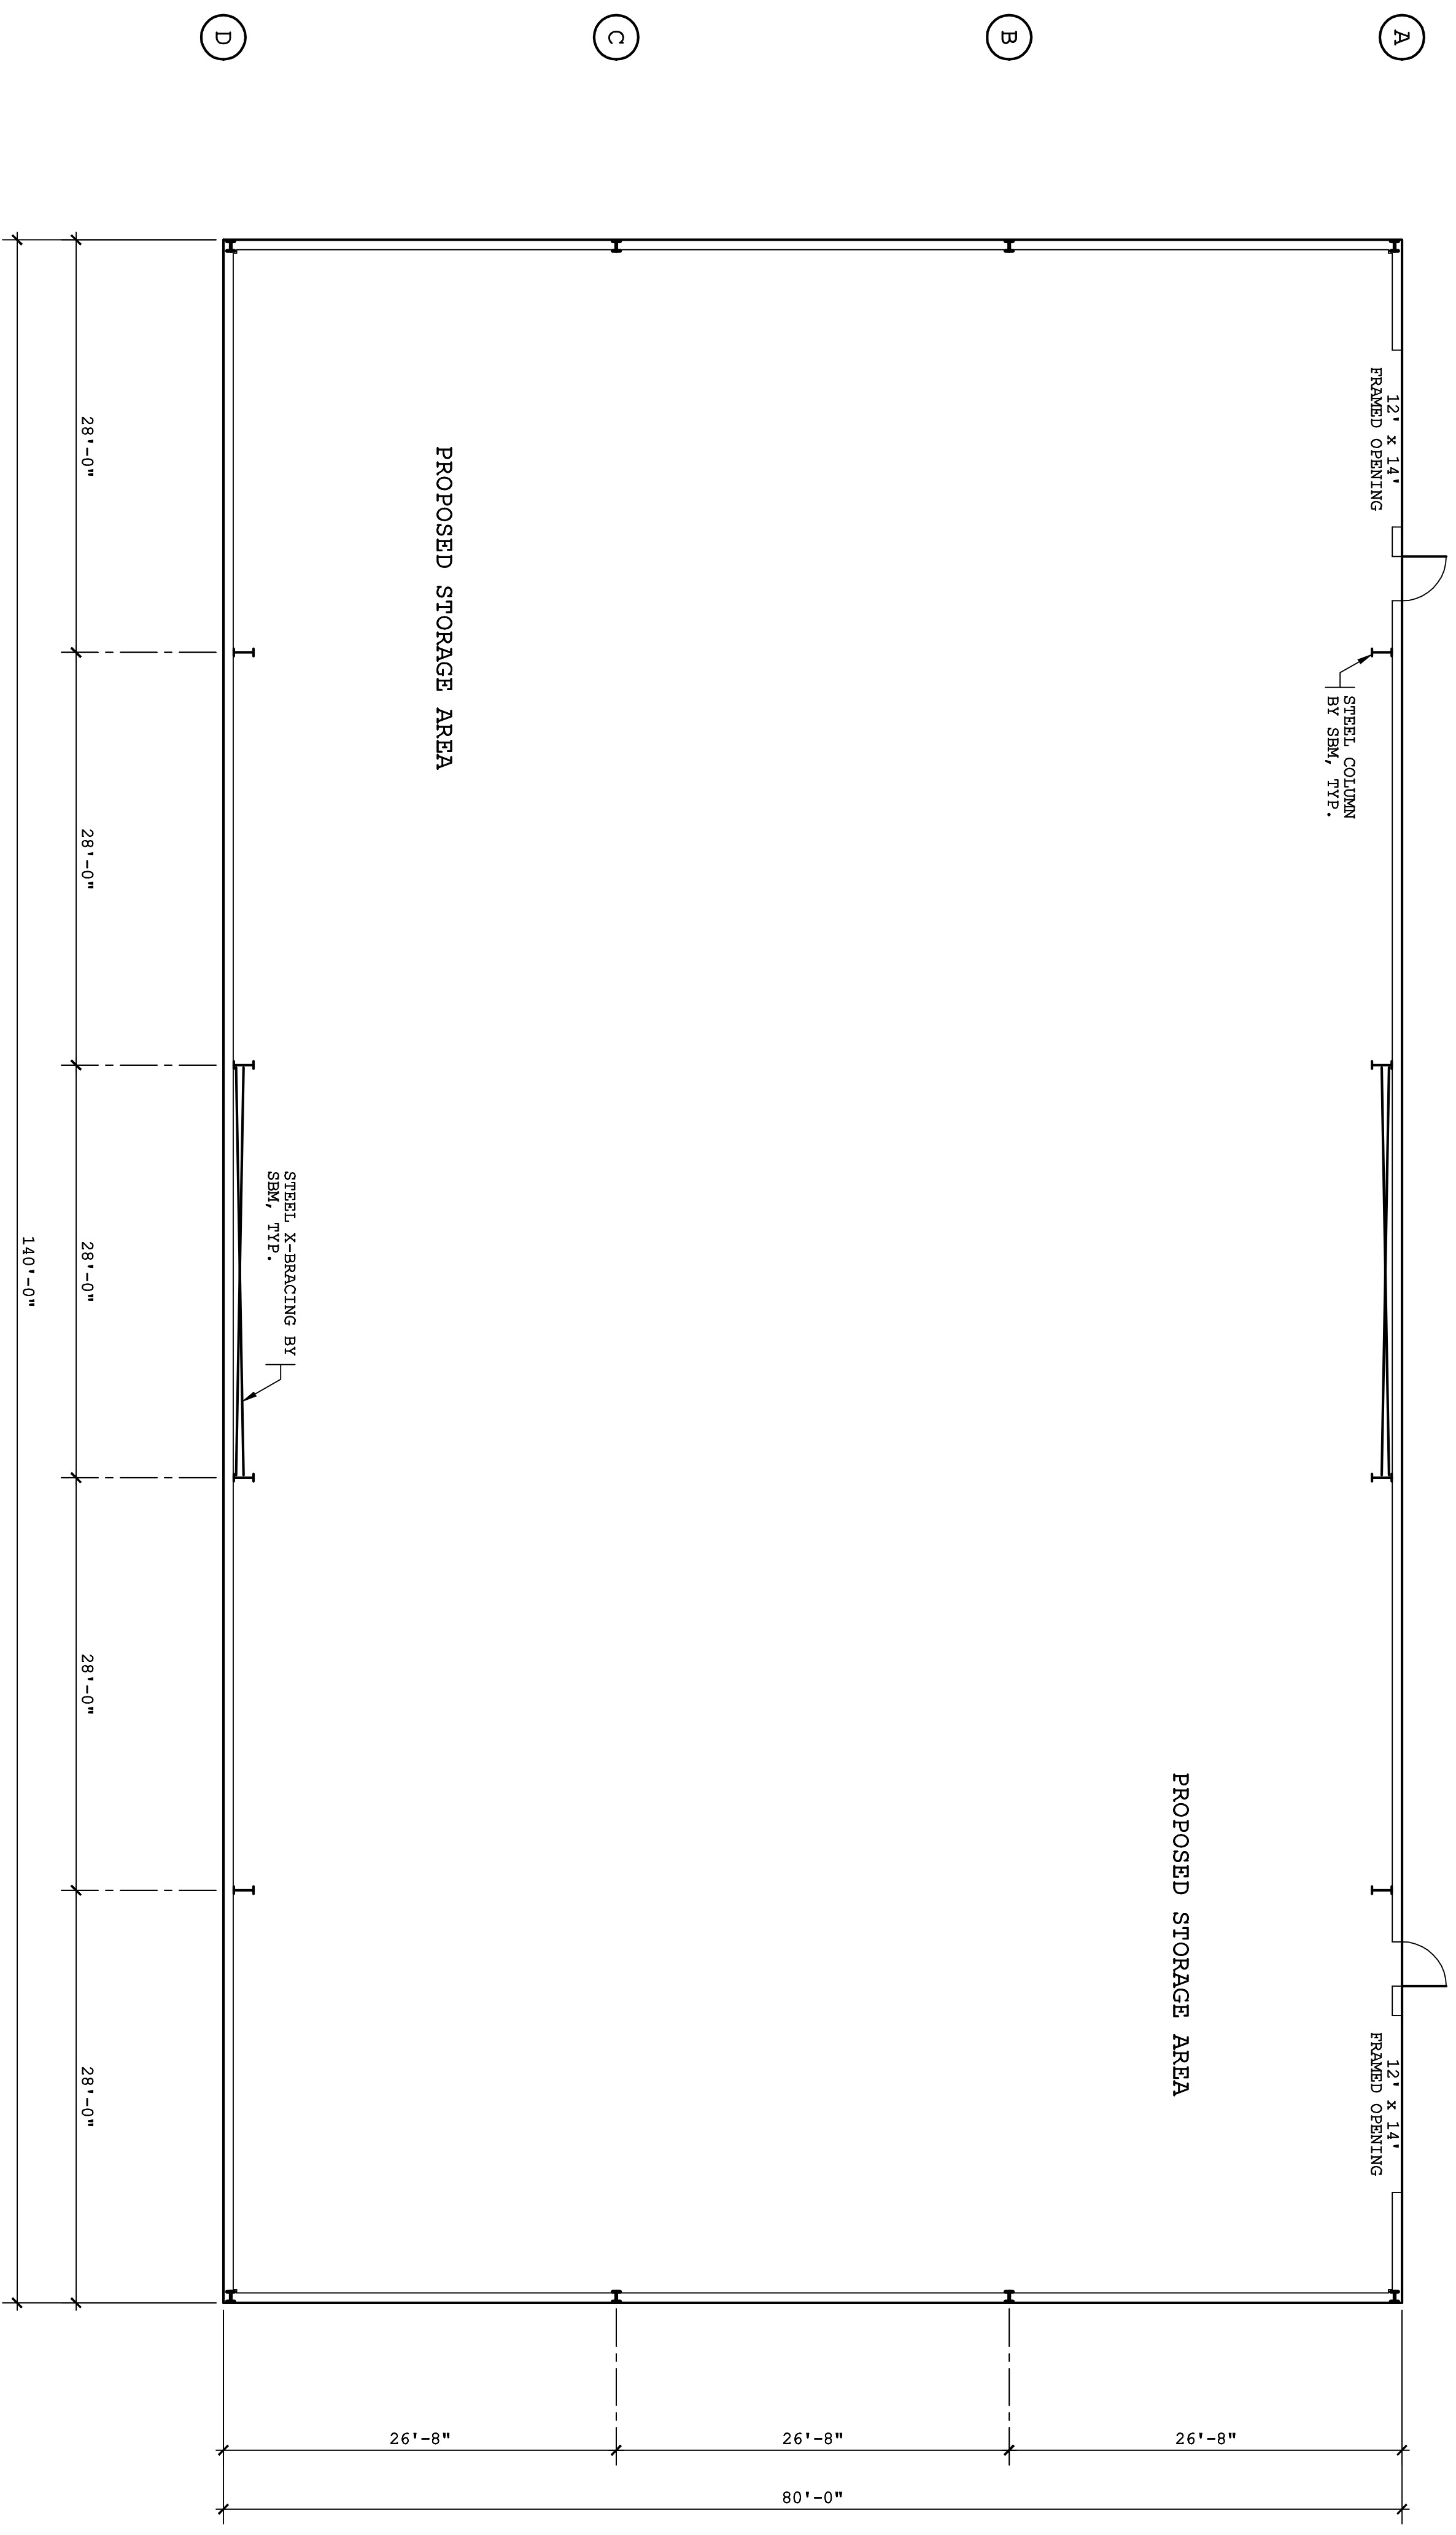 A
B
C
D
12' x 14'
FRAMED OPENING
12' x 14'
FRAMED OPENING
STEEL COLUMN
BY SBM, TYP.
PROPOSED STORAGE AREA
PROPOSED STORAGE AREA
STEEL X-BRACING BY
SBM, TYP.
28'-0"
28'-0"
28'-0"
28'-0"
28'-0"
140'-0"
26'-8"
26'-8"
26'-8"
80'-0"